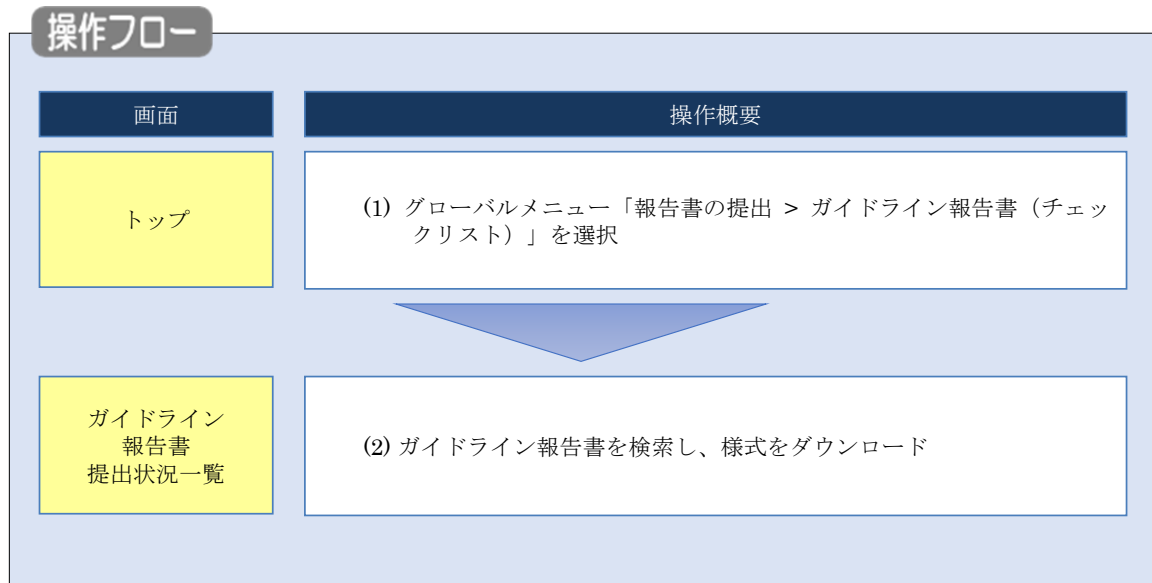 操作フロー
画面
操作概要
トップ
(1) グローバルメニュー「報告書の提出 > ガイドライン報告書（チェッ
クリスト）」を選択
ガイドライン
報告書
提出状況一覧
(2) ガイドライン報告書を検索し、様式をダウンロード